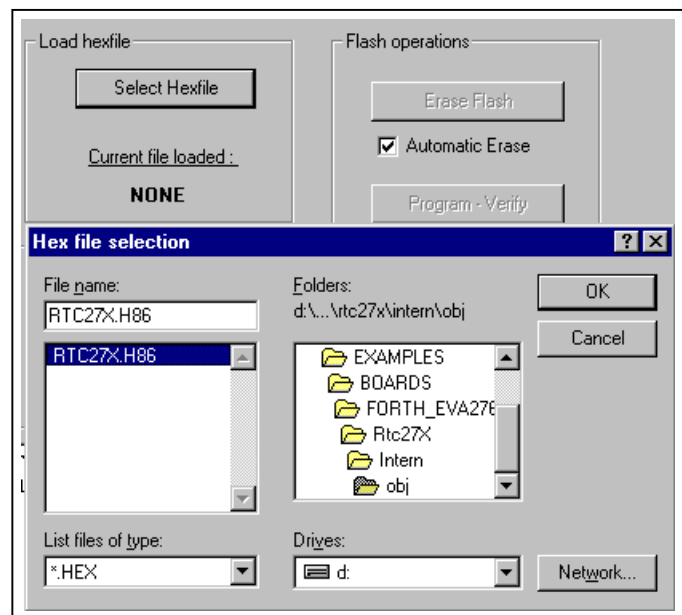 Load hexfile
Select Hexfile
Current file loaded :
NONE
Flash operations
Erase Flash
Automatic Erase
Program - Verify
Hex file selection
File name:
RTC27X.H86
RTC27X.H86
List files of type:
*.HEX
Folders:
d:\...\rtc27x\intern\obj
EXAMPLES
BOARDS
FORTH_EVA276
Rtc27X
Intern
obj
Drives:
d:
OK
Cancel
Network...